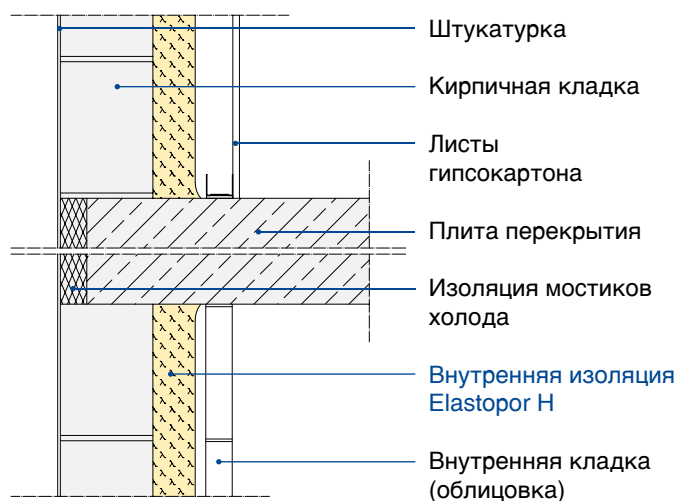 Штукатурка
Кирпичная кладка
Листы
гипсокартона
Плита перекрытия
Изоляция мостиков
холода
Внутренняя изоляция
Elastopor H
Внутренняя кладка
(облицовка)